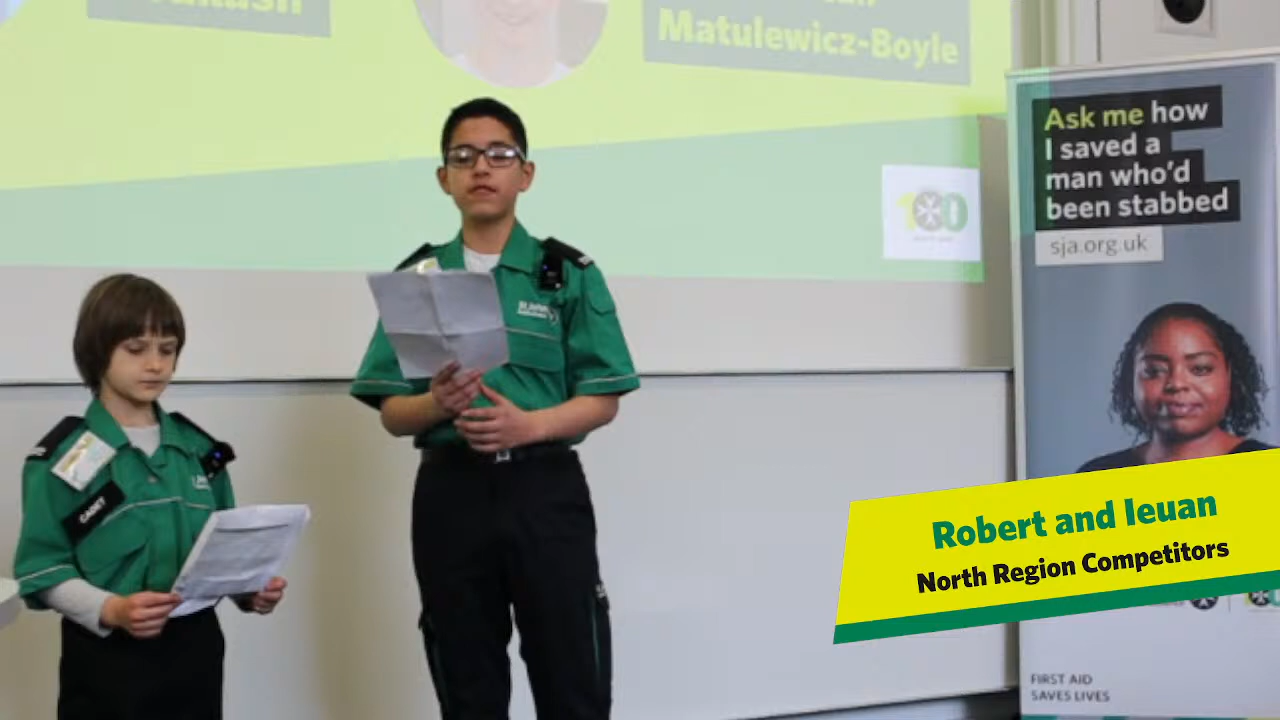 Matulewicz-Boyle
100
Ask me how
I saved a
man who'd
been stabbed
sja.org.uk
CADET
Robert and Ieuan
North Region Competitors
FIRST AID
SAVES LIVES